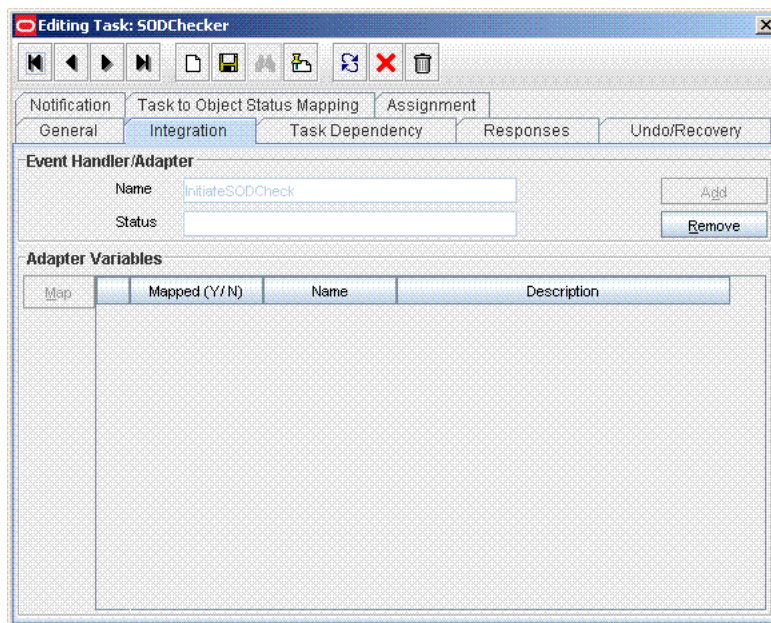 Editing Task: SODChecker
Notification Task to Object Status Mapping Assignment
General Integration Task Dependency Responses Undo/Recovery
Event Handler/Adapter
Name InitiateSODCheck Add
Status Remove
Adapter Variables
Map Mapped (Y/N) Name Description